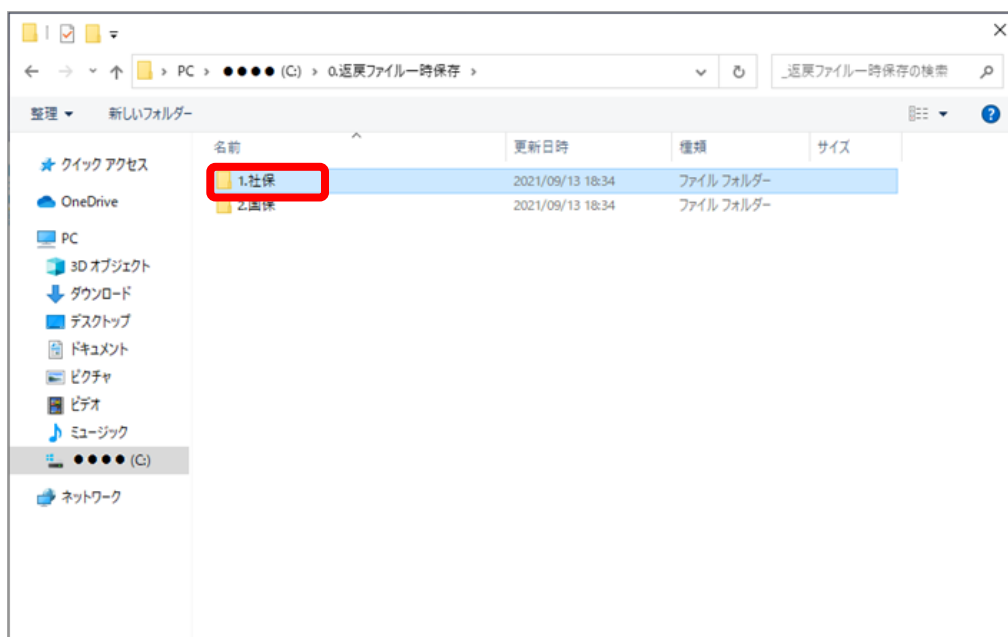 PC › ●●●● (C:) › 0.返戻ファイル一時保存 ›
_返戻ファイル一時保存の検索
整理 新しいフォルダー
名前 更新日時 種類 サイズ
クイック アクセス
OneDrive
PC
3D オブジェクト
ダウンロード
デスクトップ
ドキュメント
ピクチャ
ビデオ
ミュージック
●●●● (C:)
ネットワーク
1.社保 2021/09/13 18:34 ファイル フォルダー
2.国保 2021/09/13 18:34 ファイル フォルダー